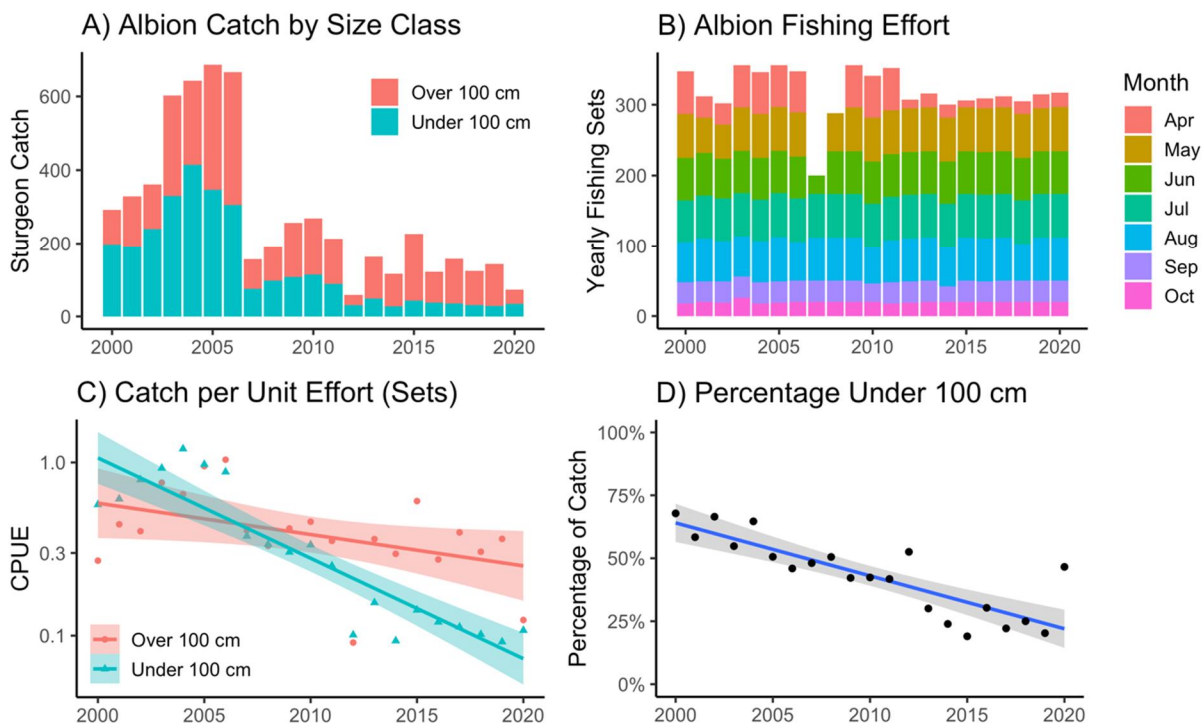 A) Albion Catch by Size Class
Sturgeon Catch
600
400
200
0
Over 100 cm
Under 100 cm
2000
2005
2010
2015
2020
B) Albion Fishing Effort
Yearly Fishing Sets
300
200
100
0
2000
2005
2010
2015
2020
Month
Apr
May
Jun
Jul
Aug
Sep
Oct
C) Catch per Unit Effort (Sets)
CPUE
1.0
0.3
0.1
Over 100 cm
Under 100 cm
2000
2005
2010
2015
2020
D) Percentage Under 100 cm
Percentage of Catch
100%
75%
50%
25%
0%
2000
2005
2010
2015
2020